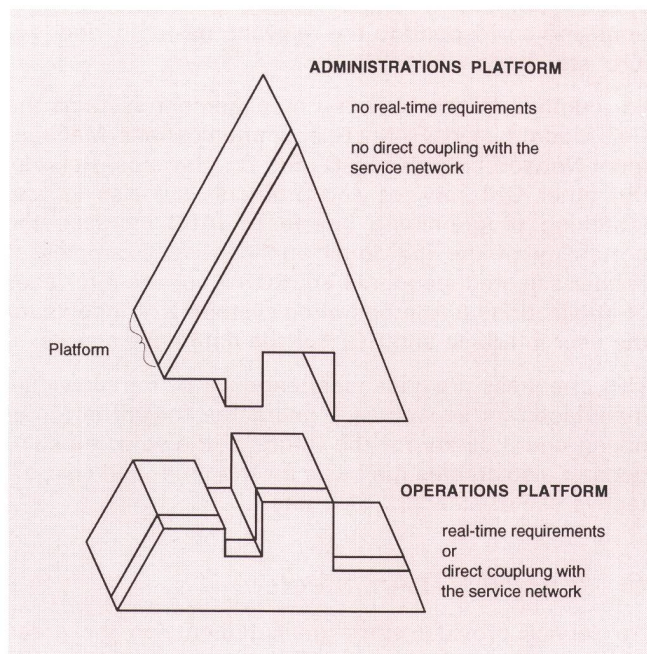 ADMINISTRATIONS PLATFORM
no real-time requirements
no direct coupling with the
service network
Platform
OPERATIONS PLATFORM
real-time requirements
or
direct couplung with
the service network